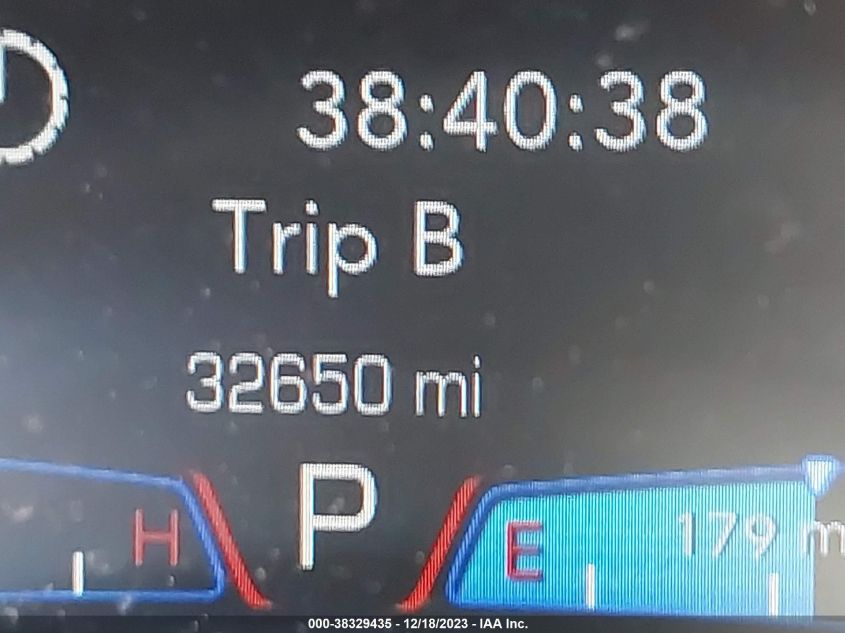 38:40:38
Trip B
32650 mi
P
H
E
179 m
000-38329435 - 12/18/2023 - IAA Inc.